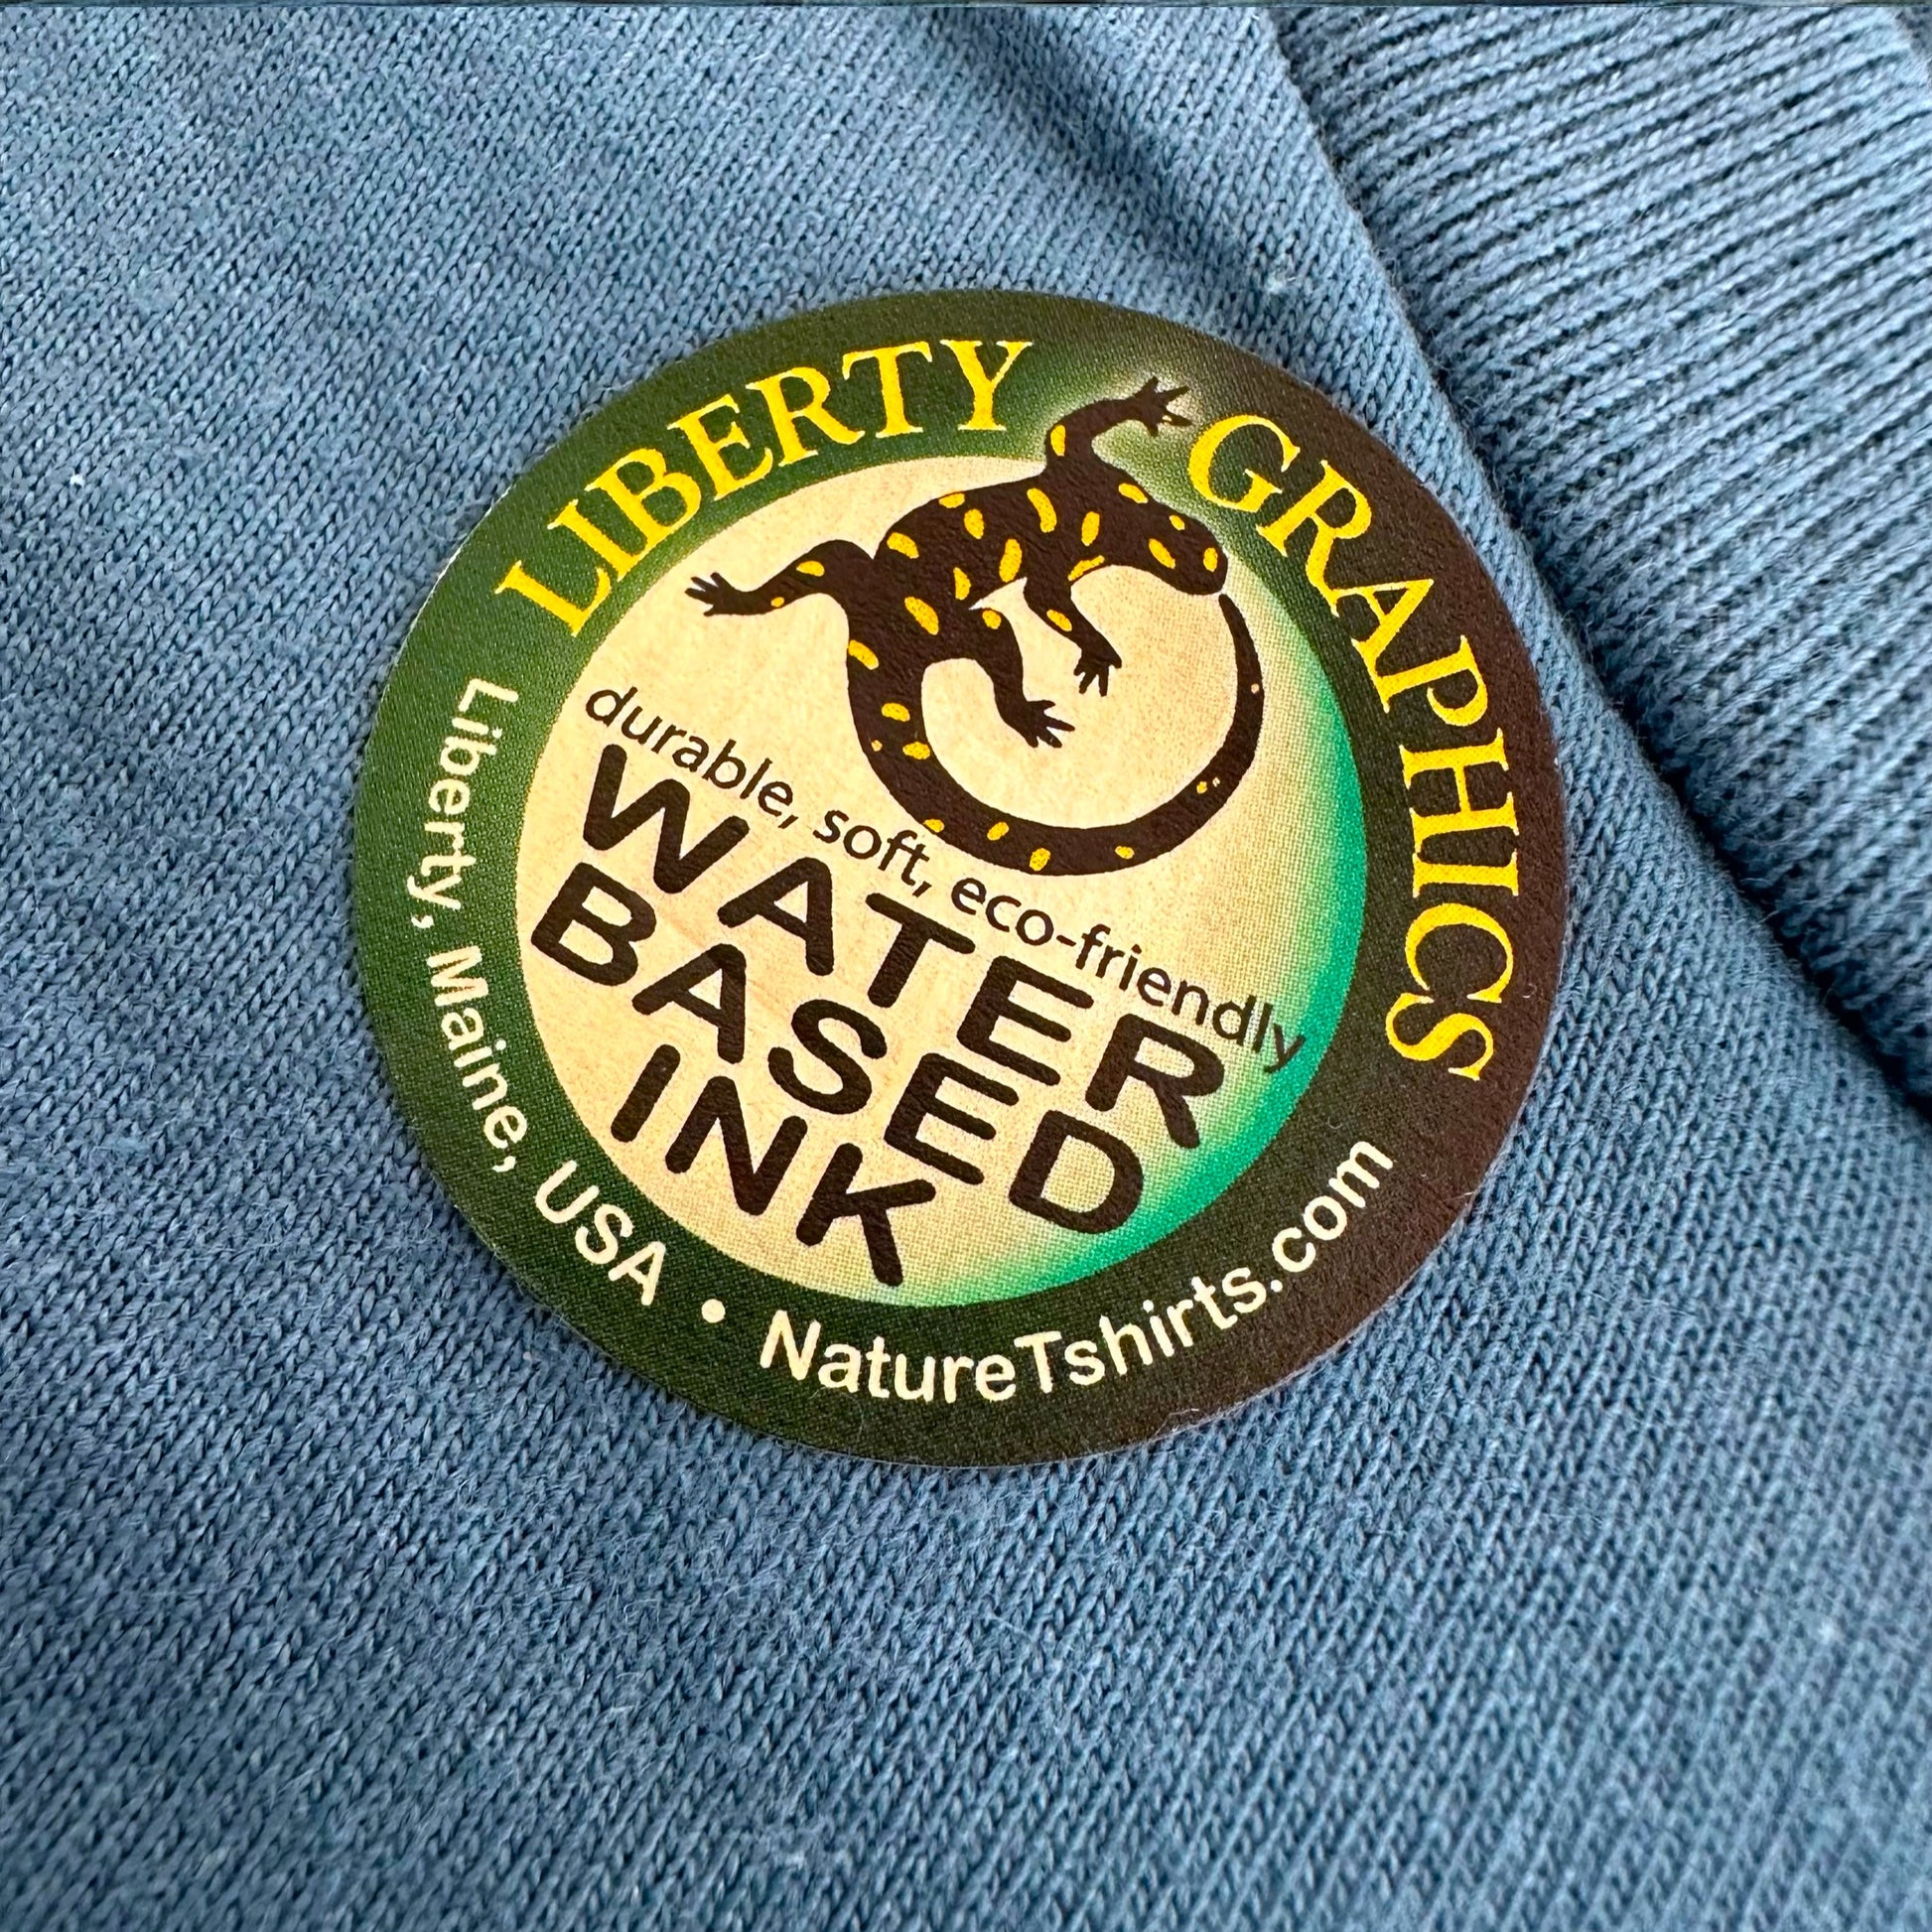 LIBERTY GRAPHICS
durable, soft, eco-friendly
WATER
BASED
INK
Liberty, Maine, USA • NatureTshirts.com